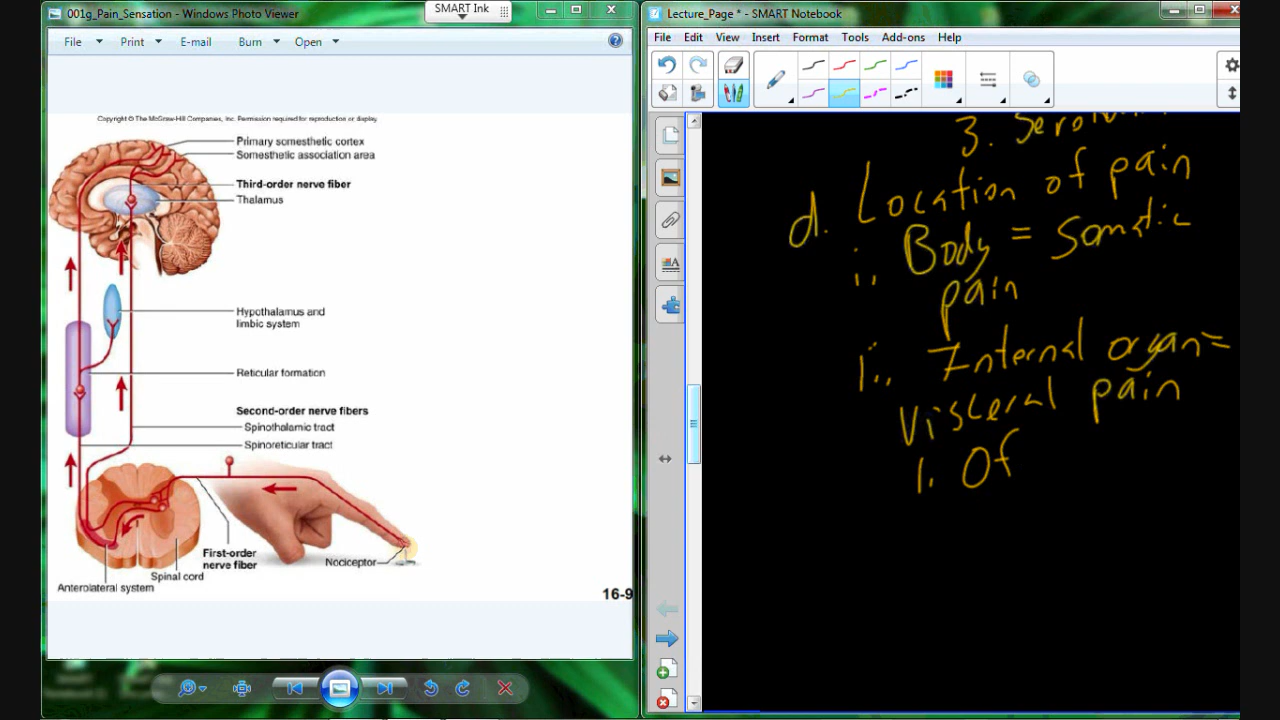 001g_Pain_Sensation - Windows Photo Viewer
SMART Ink
File Print E-mail Burn Open
Copyright © The McGraw-Hill Companies, Inc. Permission required for reproduction or display.
Primary somesthetic cortex
Somesthetic association area
Third-order nerve fiber
Thalamus
Hypothalamus and
limbic system
Reticular formation
Second-order nerve fibers
Spinothalamic tract
Spinoreticular tract
First-order
nerve fiber
Nociceptor
Spinal cord
Anterolateral system
16-9
Lecture_Page * - SMART Notebook
File Edit View Insert Format Tools Add-ons Help
3.
d. Location of pain
i. Body = Somatic
pain
ii. Internal organ=
Visceral pain
1. Of